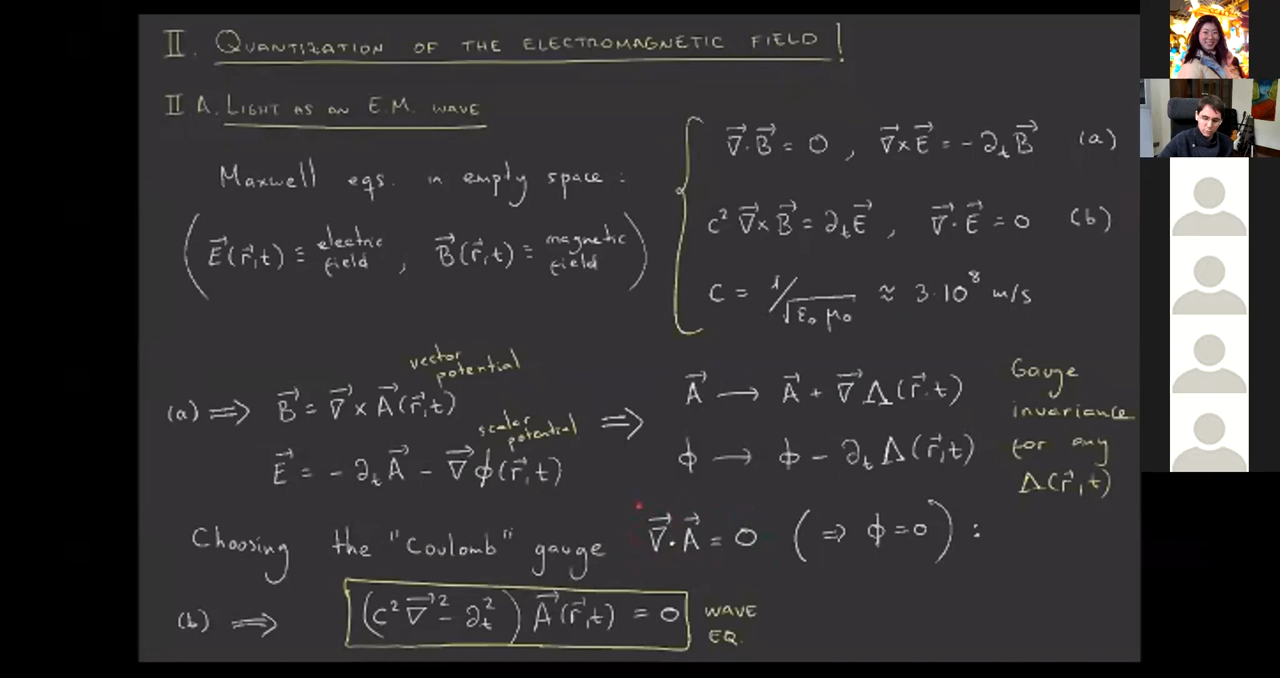 II. QUANTIZATION OF THE ELECTROMAGNETIC FIELD!
II A. LIGHT AS AN E.M. WAVE
Maxwell eqs. in empty space:
(E⃗(r⃗,t) ≡ electric field, B⃗(r⃗,t) ≡ magnetic field)
∇⃗·B⃗ = 0, ∇⃗×E⃗ = -∂ₜB⃗ (a)
c² ∇⃗×B⃗ = ∂ₜE⃗, ∇⃗·E⃗ = 0 (b)
c = 1/√ε₀ μ₀ ≈ 3·10⁸ m/s
vector potential
(a) ⟹ B⃗ = ∇⃗ × A⃗(r⃗,t)
scalar potential
E⃗ = -∂ₜA⃗ - ∇⃗ϕ(r⃗,t)
⟹ A⃗ → A⃗ + ∇⃗Λ(r⃗,t)
ϕ → ϕ - ∂ₜΛ(r⃗,t)
Gauge
invariance
for any
Λ(r⃗,t)
Choosing the "Coulomb" gauge ∇⃗·A⃗ = 0 (⇒ ϕ=0):
(b) ⟹ (c²∇⃗² - ∂ₜ²) A⃗(r⃗,t) = 0 WAVE
EQ.